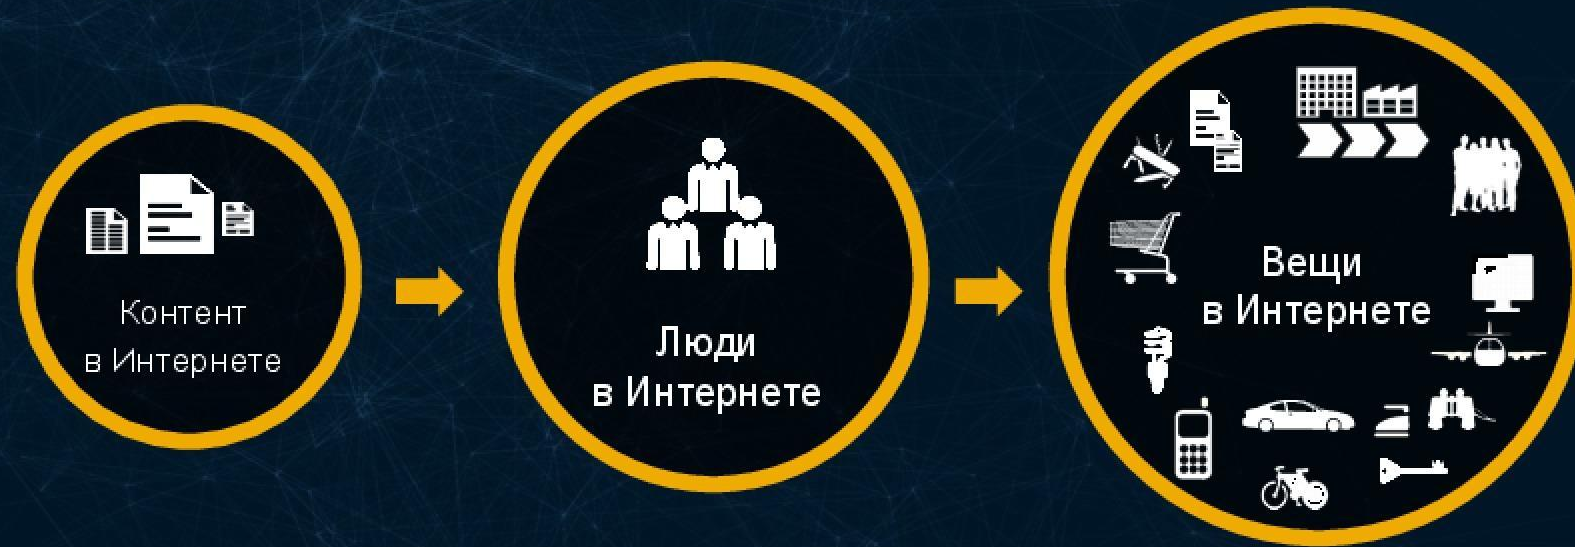 Контент
в Интернете
Люди
в Интернете
Вещи
в Интернете